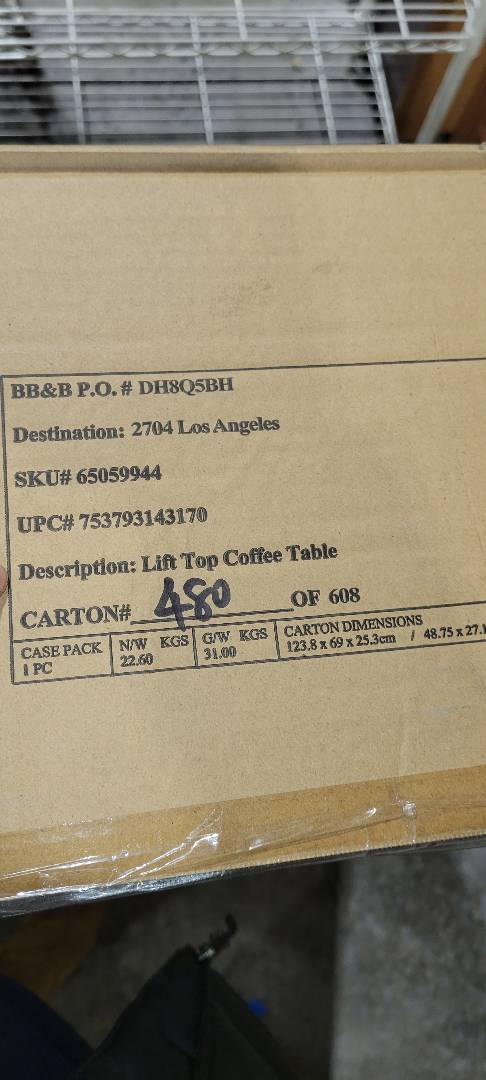 BB&B P.O. # DH8Q5BH
Destination: 2704 Los Angeles
SKU# 65059944
UPC# 753793143170
Description: Lift Top Coffee Table
CARTON# 480 OF 608
CASE PACK
1 PC
N/W KGS
22.60
G/W KGS
31.00
CARTON DIMENSIONS
123.8 x 69 x 25.3cm / 48.75 x 27.1